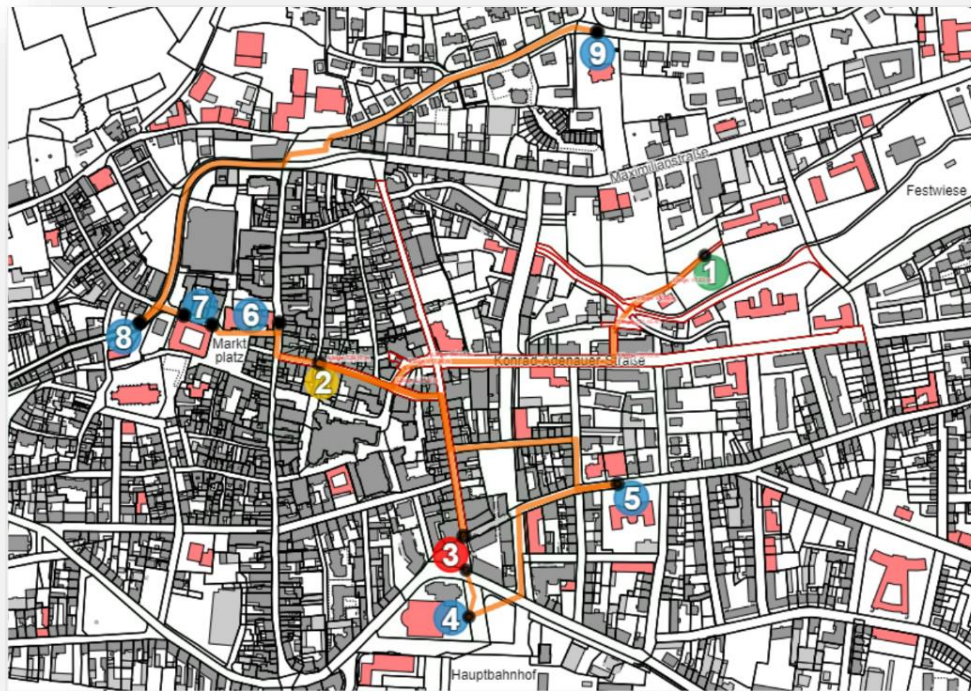 9
Maximilianstraße
Festwiese
1
7
6
8
Markt
platz
Konrad-Adenauer-Straße
2
5
3
4
Hauptbahnhof